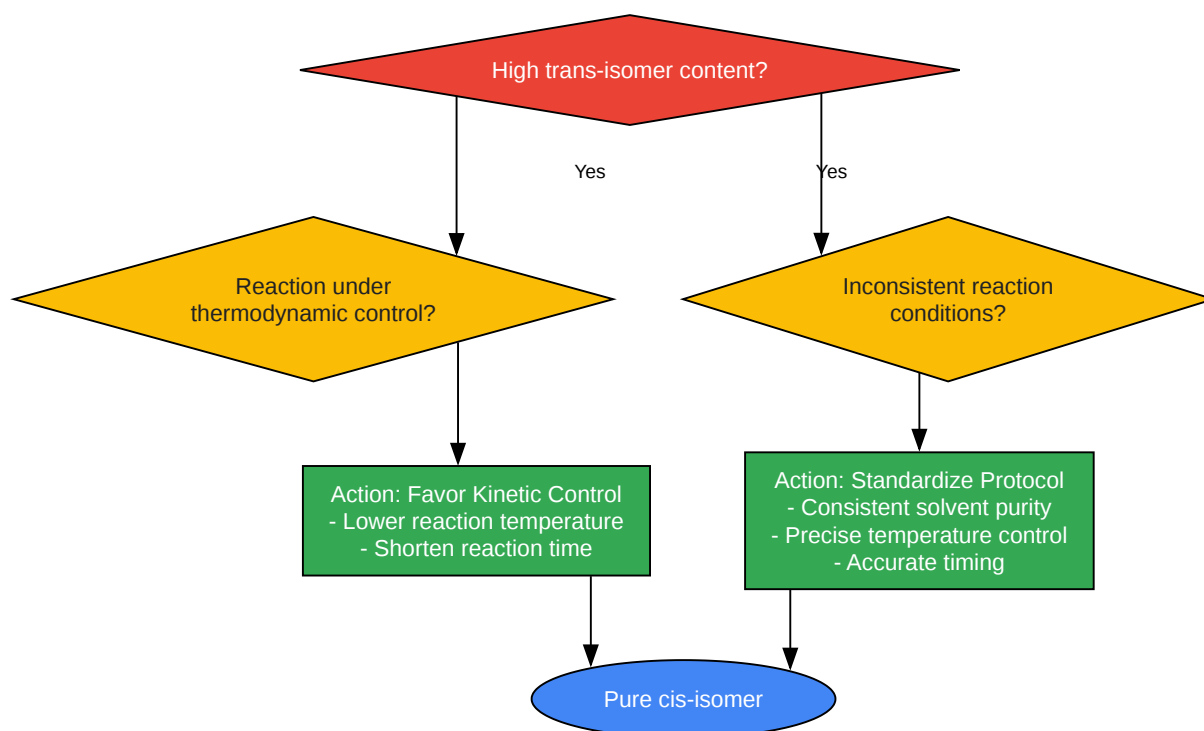 High trans-isomer content?
Yes
Yes
Reaction under
thermodynamic control?
Inconsistent reaction
conditions?
Action: Favor Kinetic Control
- Lower reaction temperature
- Shorten reaction time
Action: Standardize Protocol
- Consistent solvent purity
- Precise temperature control
- Accurate timing
Pure cis-isomer